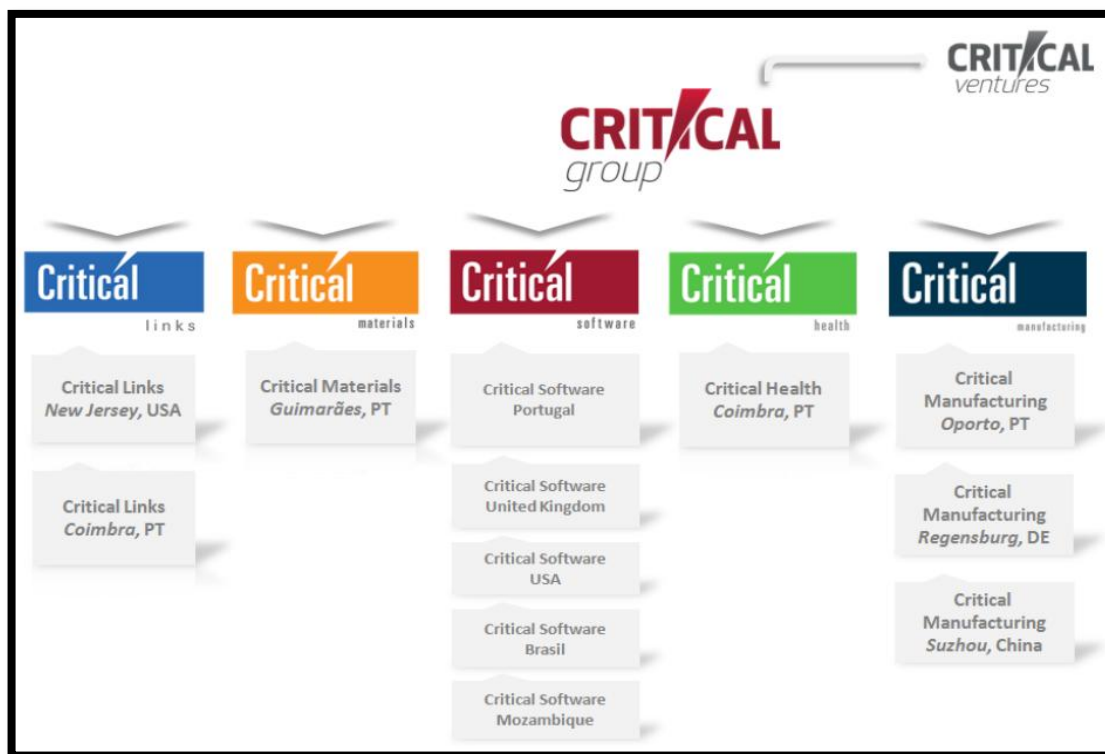 CRITICAL
ventures
CRITICAL
group
Critical
links
Critical
materials
Critical
software
Critical
health
Critical
manufacturing
Critical Links
New Jersey, USA
Critical Links
Coimbra, PT
Critical Materials
Guimarães, PT
Critical Software
Portugal
Critical Software
United Kingdom
Critical Software
USA
Critical Software
Brasil
Critical Software
Mozambique
Critical Health
Coimbra, PT
Critical
Manufacturing
Oporto, PT
Critical
Manufacturing
Regensburg, DE
Critical
Manufacturing
Suzhou, China